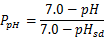 P_pH = (7.0 − pH) / (7.0 − pH_sd)